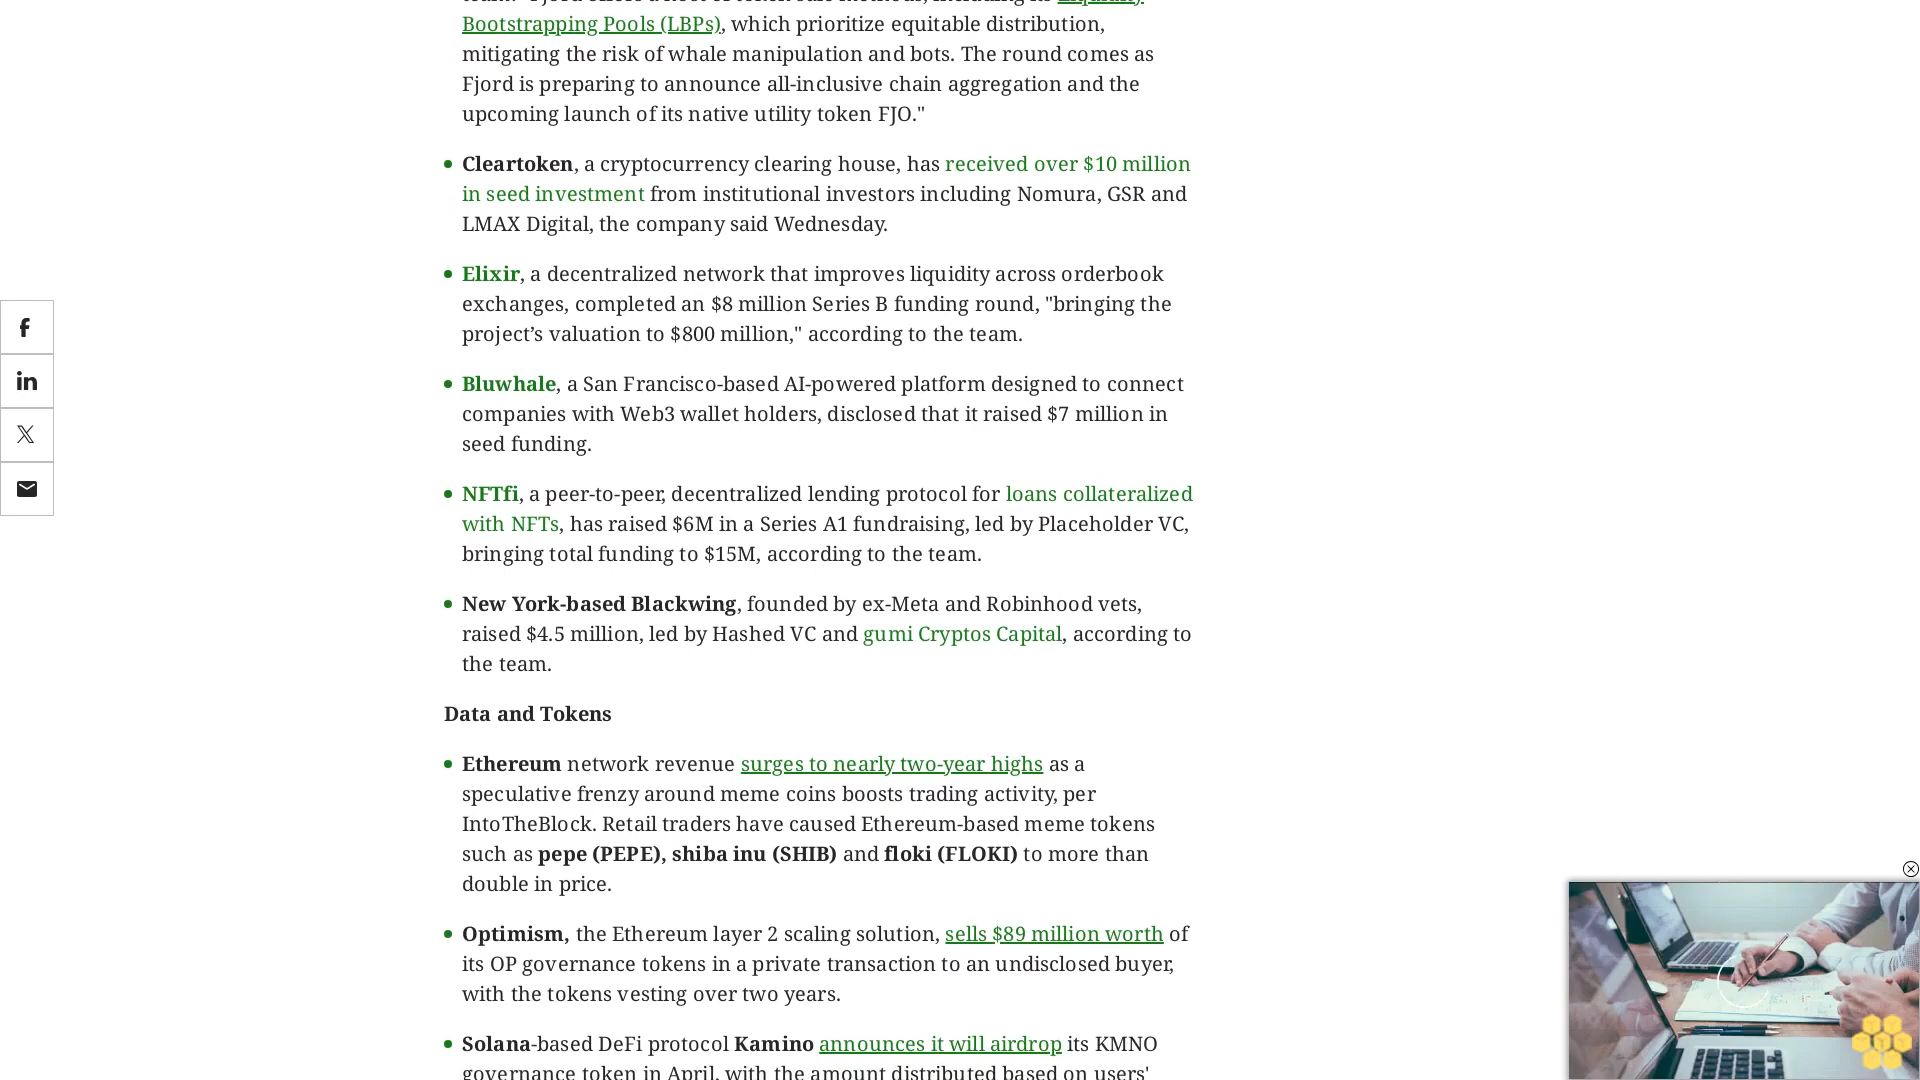 Bootstrapping Pools (LBPs), which prioritize equitable distribution,
mitigating the risk of whale manipulation and bots. The round comes as
Fjord is preparing to announce all-inclusive chain aggregation and the
upcoming launch of its native utility token FJO."
Cleartoken, a cryptocurrency clearing house, has received over $10 million
in seed investment from institutional investors including Nomura, GSR and
LMAX Digital, the company said Wednesday.
Elixir, a decentralized network that improves liquidity across orderbook
exchanges, completed an $8 million Series B funding round, "bringing the
project’s valuation to $800 million," according to the team.
Bluwhale, a San Francisco-based AI-powered platform designed to connect
companies with Web3 wallet holders, disclosed that it raised $7 million in
seed funding.
NFTfi, a peer-to-peer, decentralized lending protocol for loans collateralized
with NFTs, has raised $6M in a Series A1 fundraising, led by Placeholder VC,
bringing total funding to $15M, according to the team.
New York-based Blackwing, founded by ex-Meta and Robinhood vets,
raised $4.5 million, led by Hashed VC and gumi Cryptos Capital, according to
the team.
Data and Tokens
Ethereum network revenue surges to nearly two-year highs as a
speculative frenzy around meme coins boosts trading activity, per
IntoTheBlock. Retail traders have caused Ethereum-based meme tokens
such as pepe (PEPE), shiba inu (SHIB) and floki (FLOKI) to more than
double in price.
Optimism, the Ethereum layer 2 scaling solution, sells $89 million worth of
its OP governance tokens in a private transaction to an undisclosed buyer,
with the tokens vesting over two years.
Solana-based DeFi protocol Kamino announces it will airdrop its KMNO
governance token in April, with the amount distributed based on users'